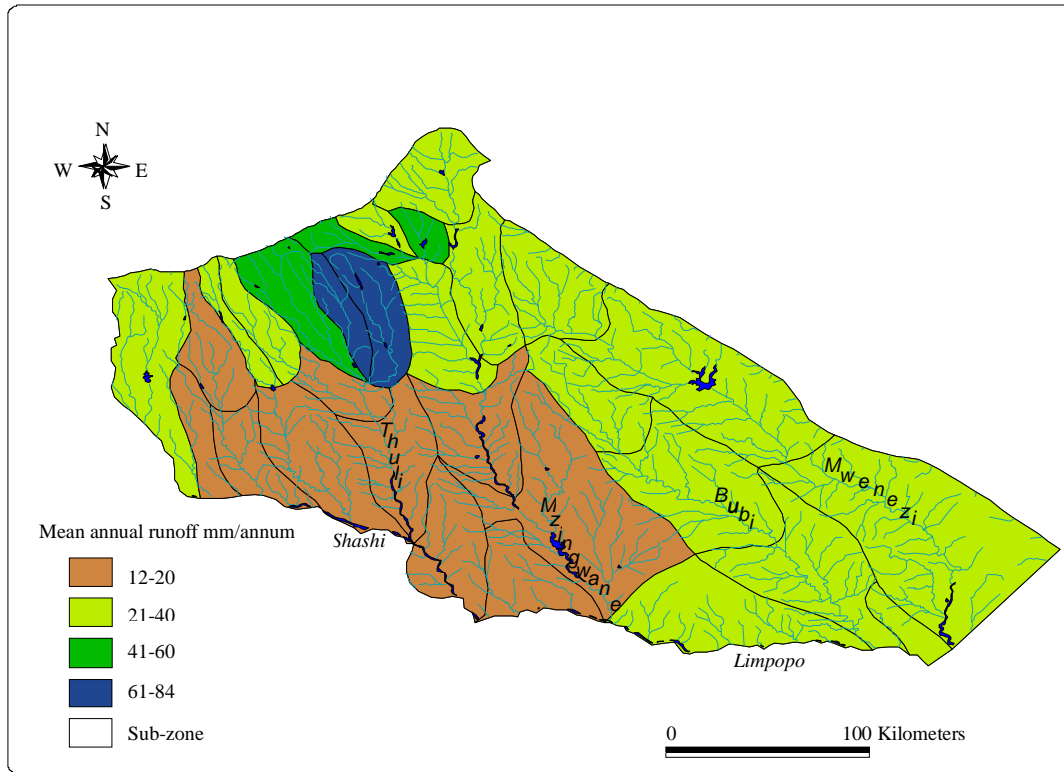 N
W E
S
Thuli
Mzingwane
Bubi
Mwenezi
Shashi
Limpopo
Mean annual runoff mm/annum
12-20
21-40
41-60
61-84
Sub-zone
0 100 Kilometers